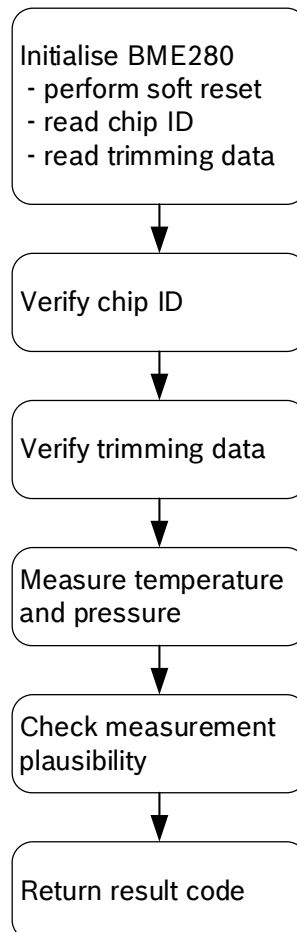 Initialise BME280
- perform soft reset
- read chip ID
- read trimming data
Verify chip ID
Verify trimming data
Measure temperature
and pressure
Check measurement
plausibility
Return result code